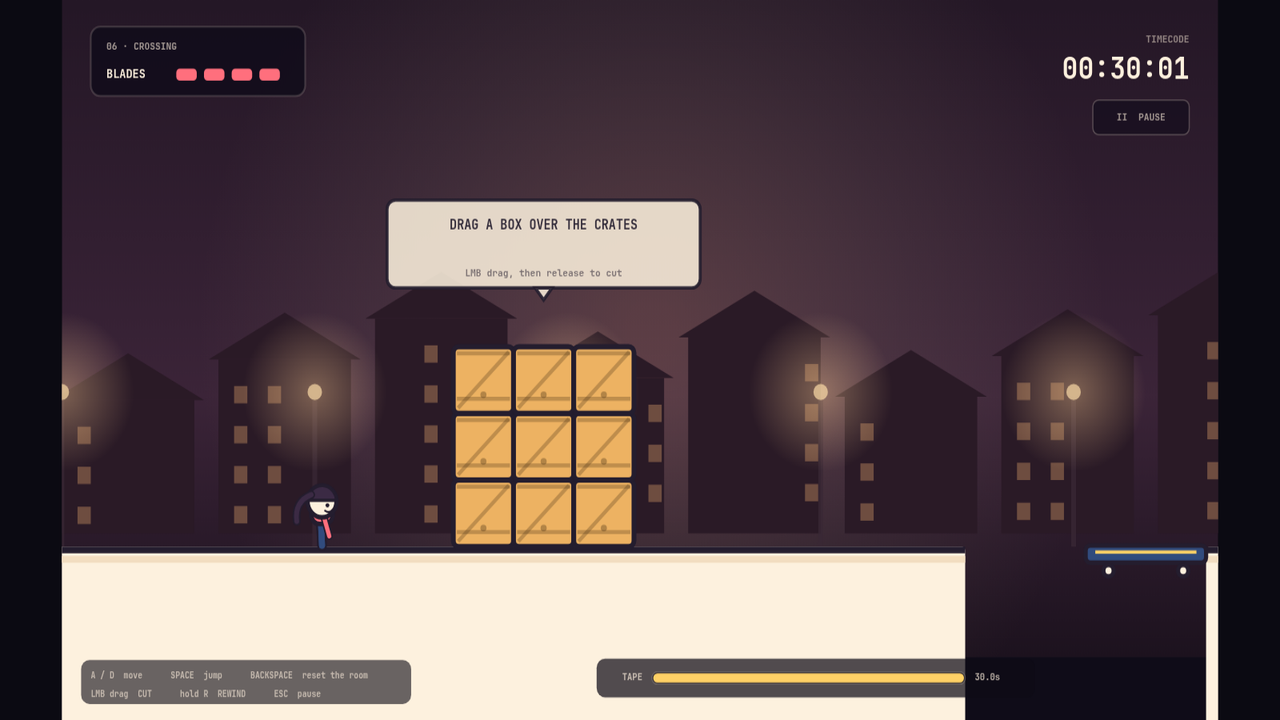 06 · CROSSING
BLADES
TIMECODE
00:30:01
II PAUSE
DRAG A BOX OVER THE CRATES
LMB drag, then release to cut
A / D move SPACE jump BACKSPACE reset the room
LMB drag CUT hold R REWIND ESC pause
TAPE 30.0s